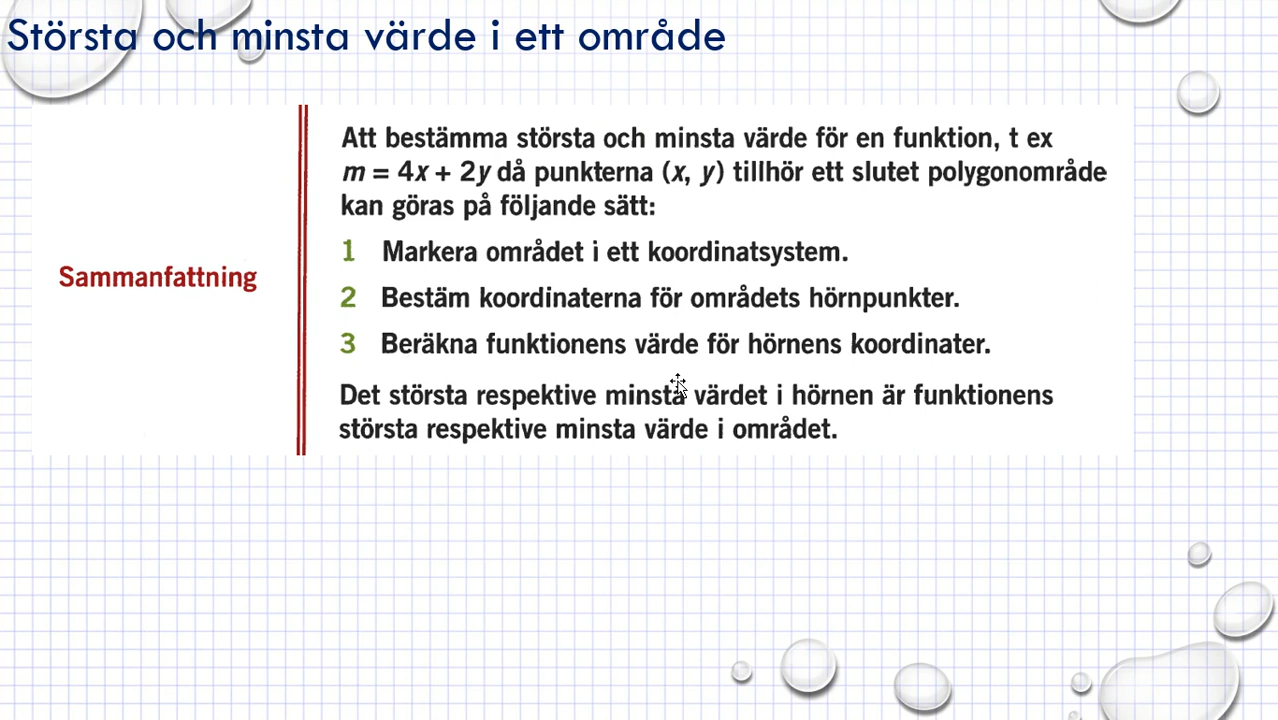 Största och minsta värde i ett område
Att bestämma största och minsta värde för en funktion, t ex
m = 4x + 2y då punkterna (x, y) tillhör ett slutet polygonområde
kan göras på följande sätt:
1 Markera området i ett koordinatsystem.
Sammanfattning
2 Bestäm koordinaterna för områdets hörnpunkter.
3 Beräkna funktionens värde för hörnens koordinater.
Det största respektive minsta värdet i hörnen är funktionens
största respektive minsta värde i området.